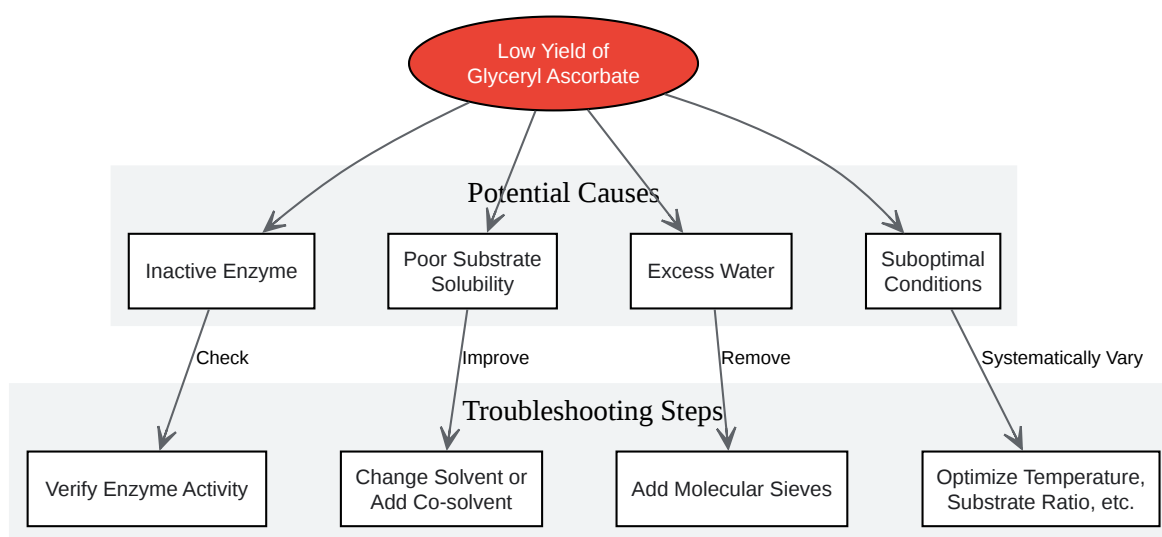 Low Yield of
Glyceryl Ascorbate
Potential Causes
Inactive Enzyme
Poor Substrate
Solubility
Excess Water
Suboptimal
Conditions
Check
Improve
Remove
Systematically Vary
Troubleshooting Steps
Verify Enzyme Activity
Change Solvent or
Add Co-solvent
Add Molecular Sieves
Optimize Temperature,
Substrate Ratio, etc.